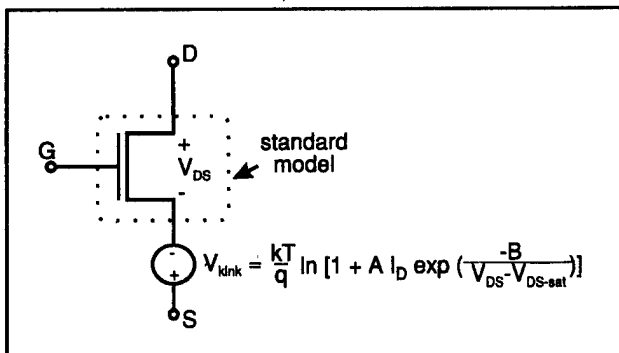 D
G
+
V_DS
-
standard
model
-
+
V_kink = kT/q ln [1 + A I_D exp (-B/(V_DS-V_DS-sat))]
S